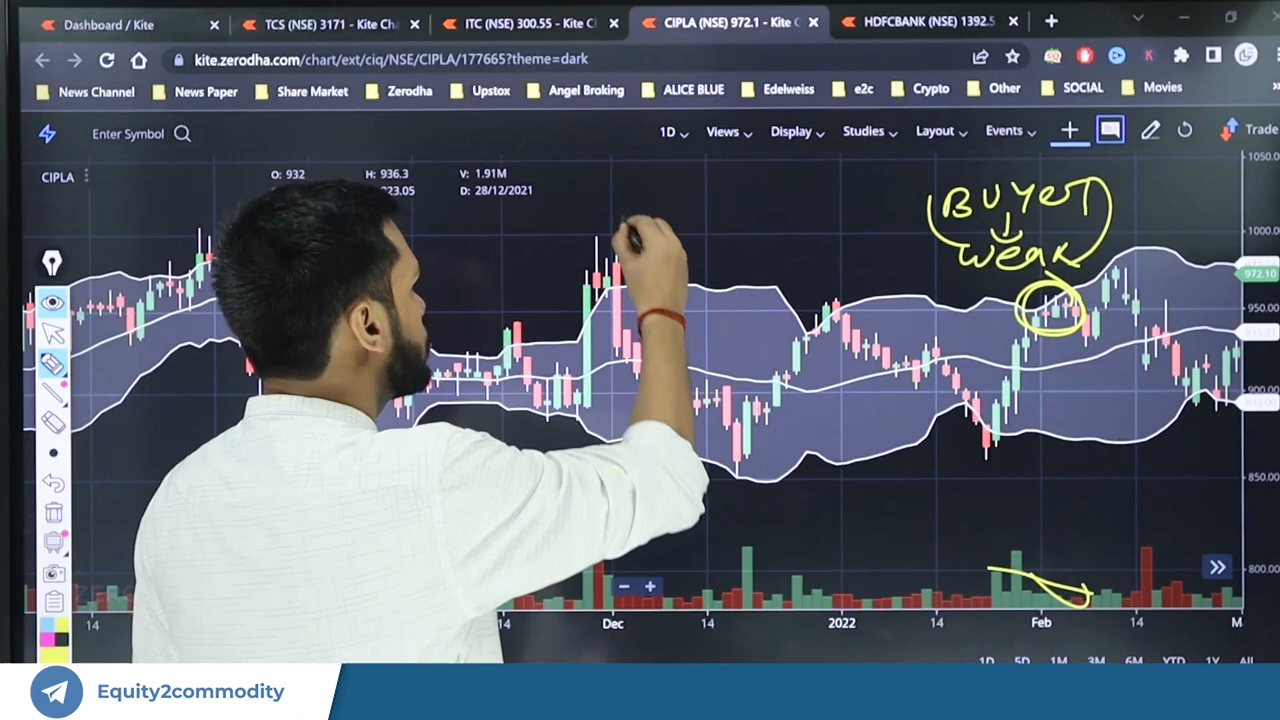 Dashboard / Kite
TCS (NSE) 3171 - Kite Ch
ITC (NSE) 300.55 - Kite Cl
CIPLA (NSE) 972.1 - Kite C
HDFCBANK (NSE) 1392.5
kite.zerodha.com/chart/ext/ciq/NSE/CIPLA/177665?theme=dark
News Channel News Paper Share Market Zerodha Upstox Angel Broking ALICE BLUE Edelweiss e2c Crypto Other SOCIAL Movies
Enter Symbol 1D Views Display Studies Layout Events Trade
CIPLA O: 932 H: 936.3 V: 1.91M
23.05 D: 28/12/2021
1050.0
BUYER
weak
1000.0
972.10
950.00
900.00
850.00
800.00
14 14 Dec 14 2022 14 Feb 14 M
1D 5D 1M 3M 6M YTD 1Y All
Equity2commodity